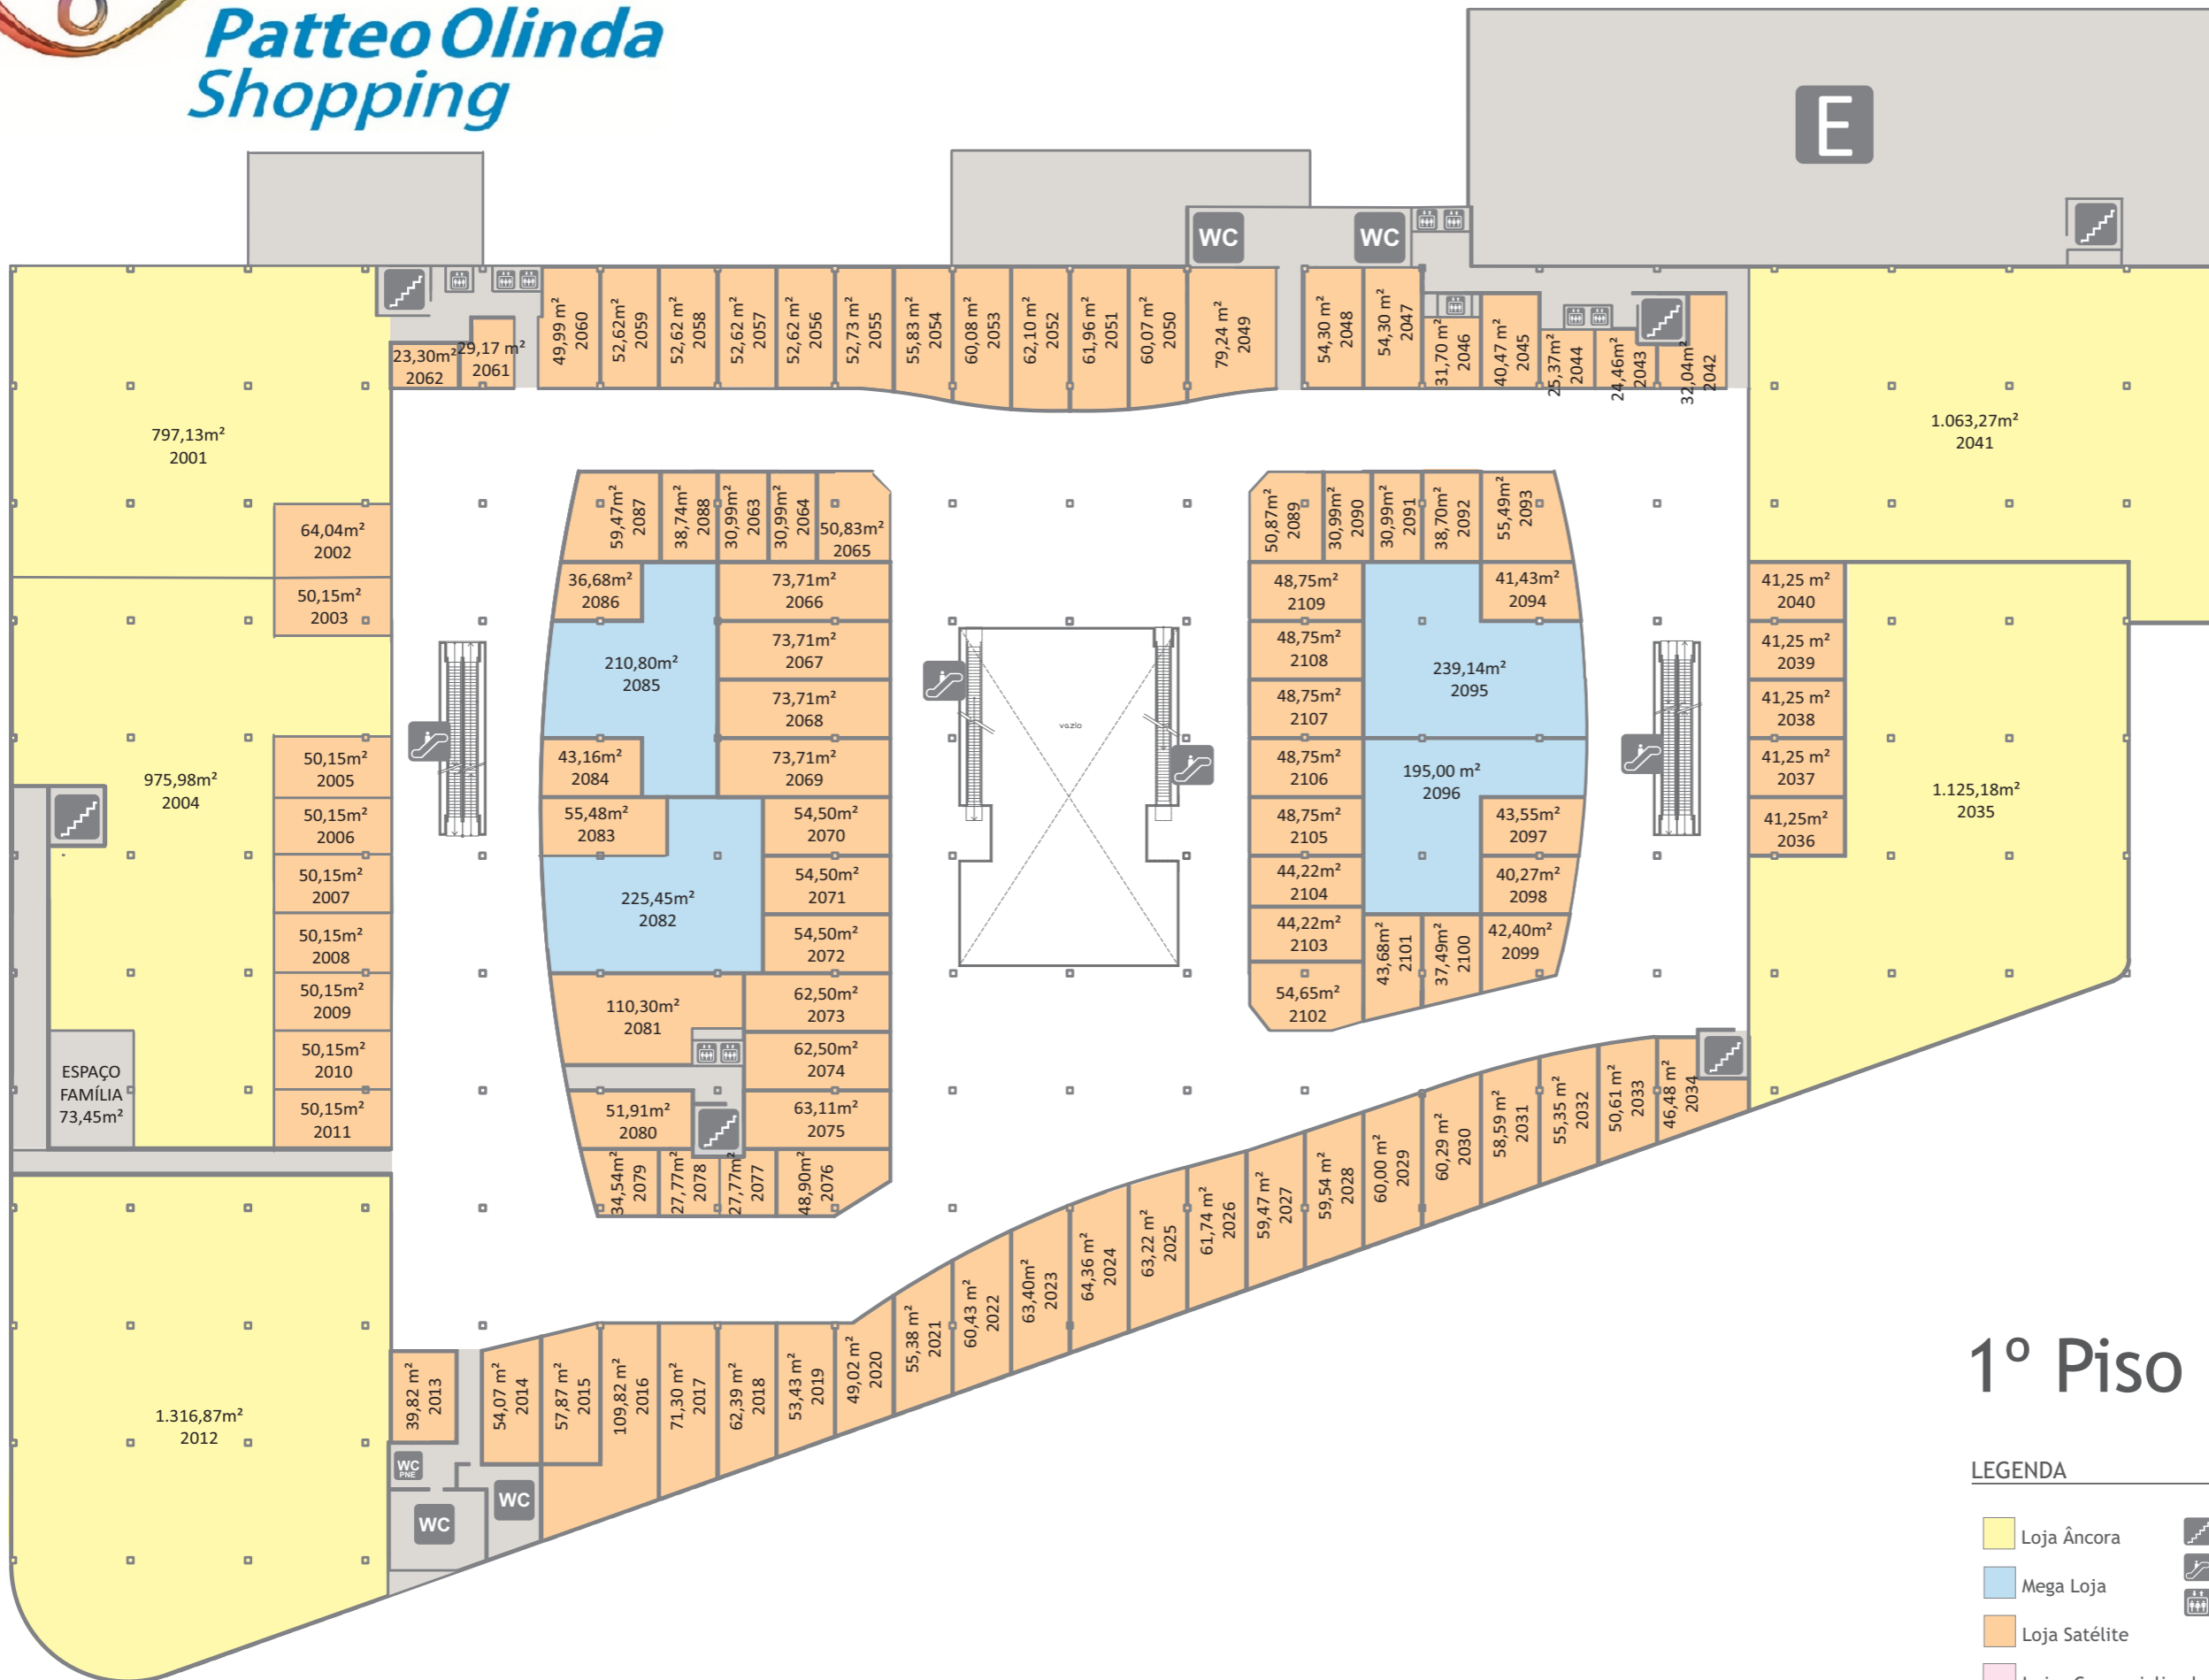 Patteo Olinda
Shopping
E
WC
WC
49,99 m²
2060
52,62m²
2059
52,62 m²
2058
52,62 m²
2057
52,62 m²
2056
52,73 m²
2055
55,83 m²
2054
60,08 m²
2053
62,10 m²
2052
61,96 m²
2051
60,07 m²
2050
79,24 m²
2049
54,30 m²
2048
54,30 m²
2047
31,70 m²
2046
40,47 m²
2045
25,37m²
2044
24,46m²
2043
32,04m²
2042
23,30m²
2062
29,17 m²
2061
797,13m²
2001
1.063,27m²
2041
64,04m²
2002
50,15m²
2003
59,47m²
2087
38,74m²
2088
30,99m²
2063
30,99m²
2064
50,83m²
2065
50,87m²
2089
30,99m²
2090
30,99m²
2091
38,70m²
2092
55,49m²
2093
36,68m²
2086
73,71m²
2066
48,75m²
2109
41,43m²
2094
41,25 m²
2040
210,80m²
2085
73,71m²
2067
48,75m²
2108
239,14m²
2095
41,25 m²
2039
73,71m²
2068
vazio
48,75m²
2107
41,25 m²
2038
975,98m²
2004
50,15m²
2005
43,16m²
2084
73,71m²
2069
48,75m²
2106
195,00 m²
2096
41,25 m²
2037
1.125,18m²
2035
50,15m²
2006
55,48m²
2083
54,50m²
2070
48,75m²
2105
43,55m²
2097
41,25m²
2036
50,15m²
2007
225,45m²
2082
54,50m²
2071
44,22m²
2104
40,27m²
2098
50,15m²
2008
54,50m²
2072
44,22m²
2103
43,68m²
2101
37,49m²
2100
42,40m²
2099
50,15m²
2009
110,30m²
2081
62,50m²
2073
54,65m²
2102
50,15m²
2010
62,50m²
2074
ESPAÇO
FAMÍLIA
73,45m²
50,15m²
2011
51,91m²
2080
63,11m²
2075
34,54m²
2079
27,77m²
2078
27,77m²
2077
48,90m²
2076
1.316,87m²
2012
39,82 m²
2013
54,07 m²
2014
57,87 m²
2015
109,82 m²
2016
71,30 m²
2017
62,39 m²
2018
53,43 m²
2019
49,02 m²
2020
55,38 m²
2021
60,43 m²
2022
63,40m²
2023
64,36 m²
2024
63,22 m²
2025
61,74 m²
2026
59,47 m²
2027
59,54 m²
2028
60,00 m²
2029
60,29 m²
2030
58,59 m²
2031
55,35 m²
2032
50,61 m²
2033
46,48 m²
2034
WC
PNE
WC
WC
1º Piso
LEGENDA
Loja Âncora
Mega Loja
Loja Satélite